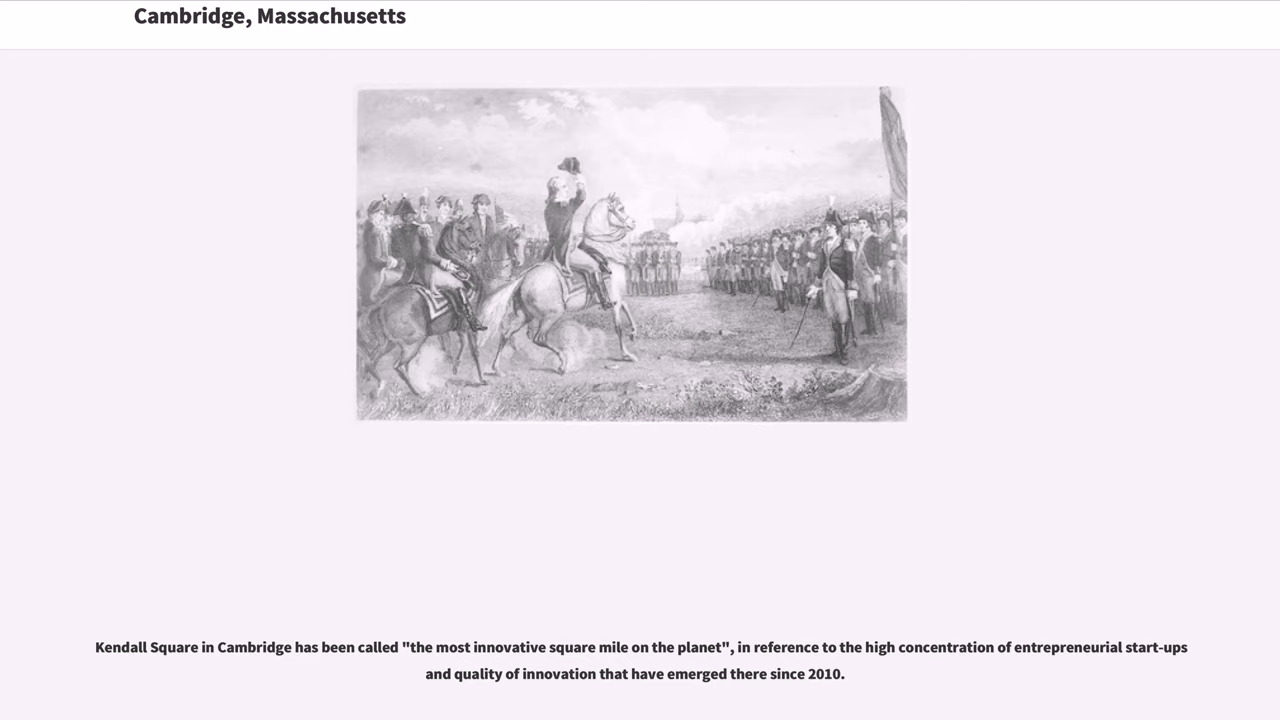 Cambridge, Massachusetts
Kendall Square in Cambridge has been called "the most innovative square mile on the planet", in reference to the high concentration of entrepreneurial start-ups
and quality of innovation that have emerged there since 2010.